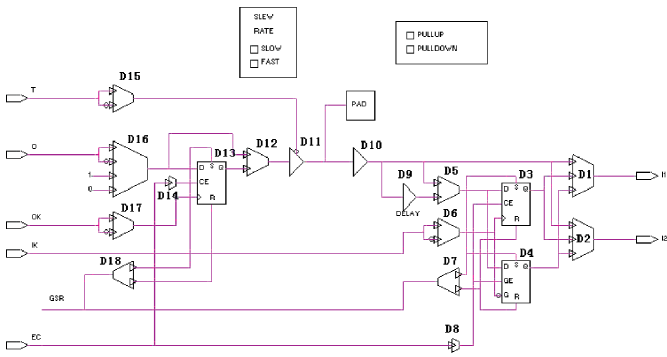 SLEW
RATE
SLOW
FAST
PULLUP
PULLDOWN
T
D15
PAD
O
D16
D13
D12
D11
D10
D S Q
CE
R
1
0
D14
D9
DELAY
D5
D3
D1
I1
D S Q
CE
R
OK
D17
D6
D2
I2
IK
D18
D7
D4
D S Q
GE
G R
GSR
EC
D8